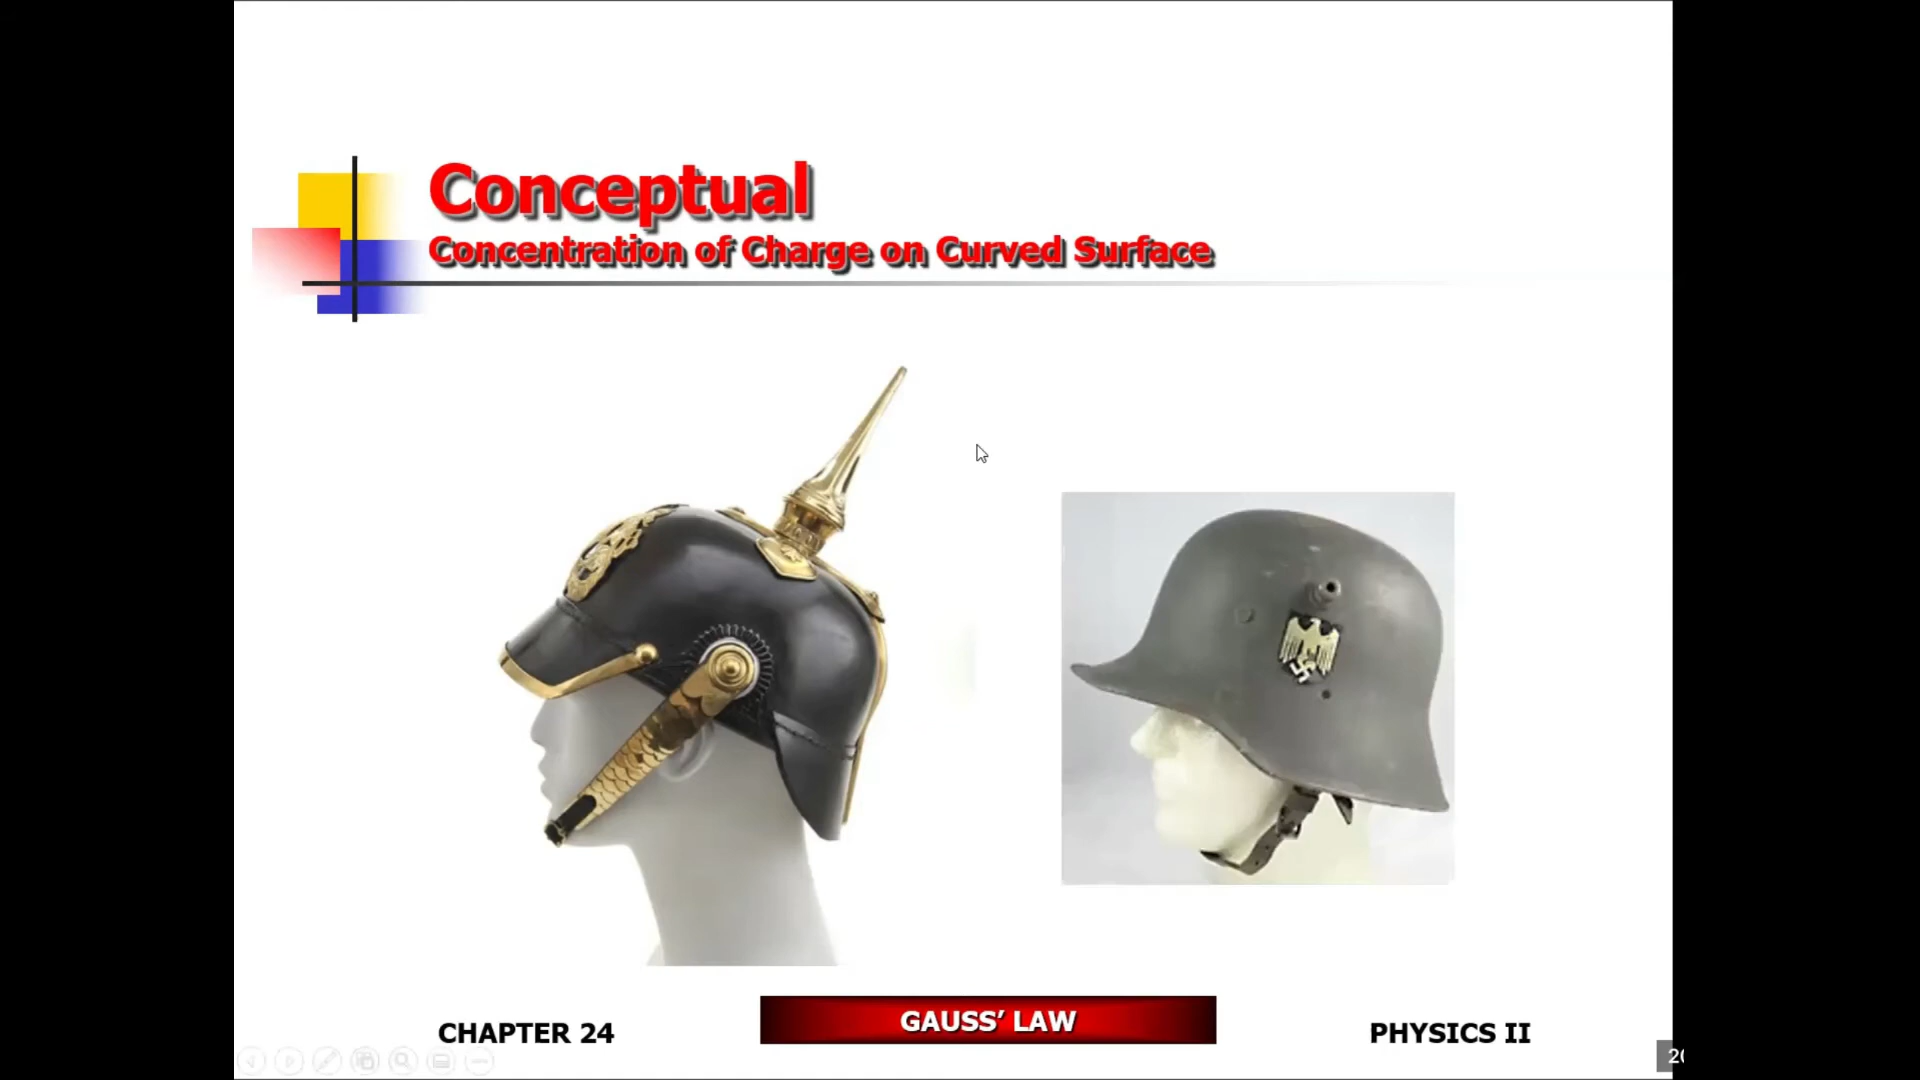 Conceptual
Concentration of Charge on Curved Surface
CHAPTER 24
GAUSS’ LAW
PHYSICS II